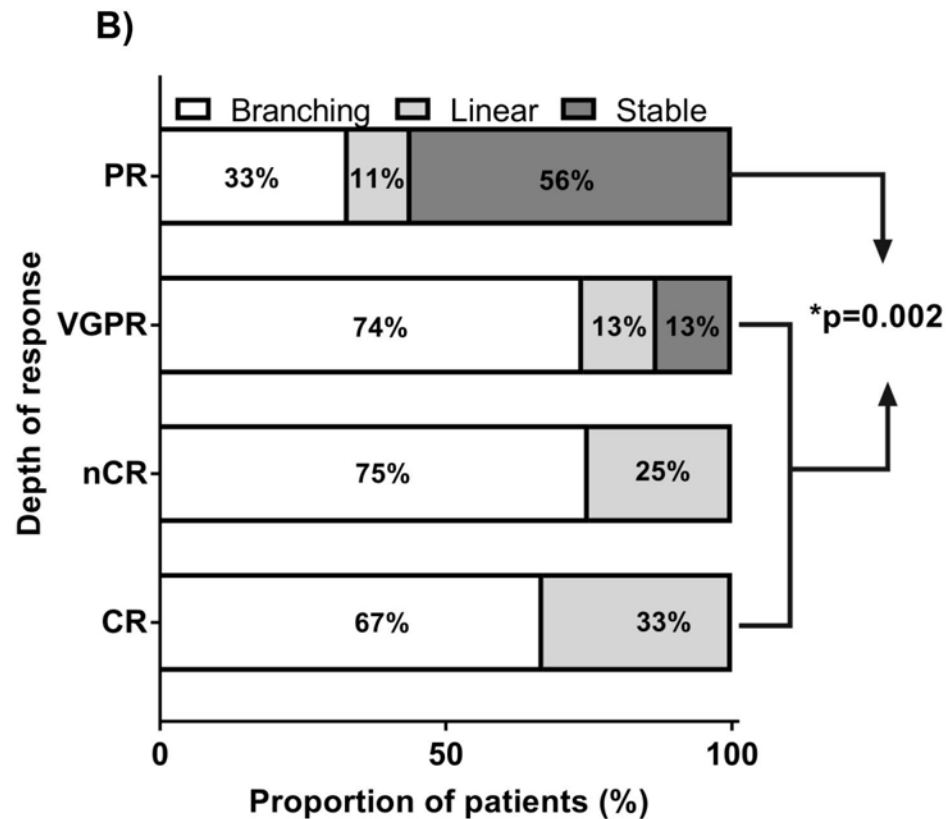 B)
Branching Linear Stable
PR 33% 11% 56%
VGPR 74% 13% 13%
*p=0.002
nCR 75% 25%
CR 67% 33%
Depth of response
0 50 100
Proportion of patients (%)